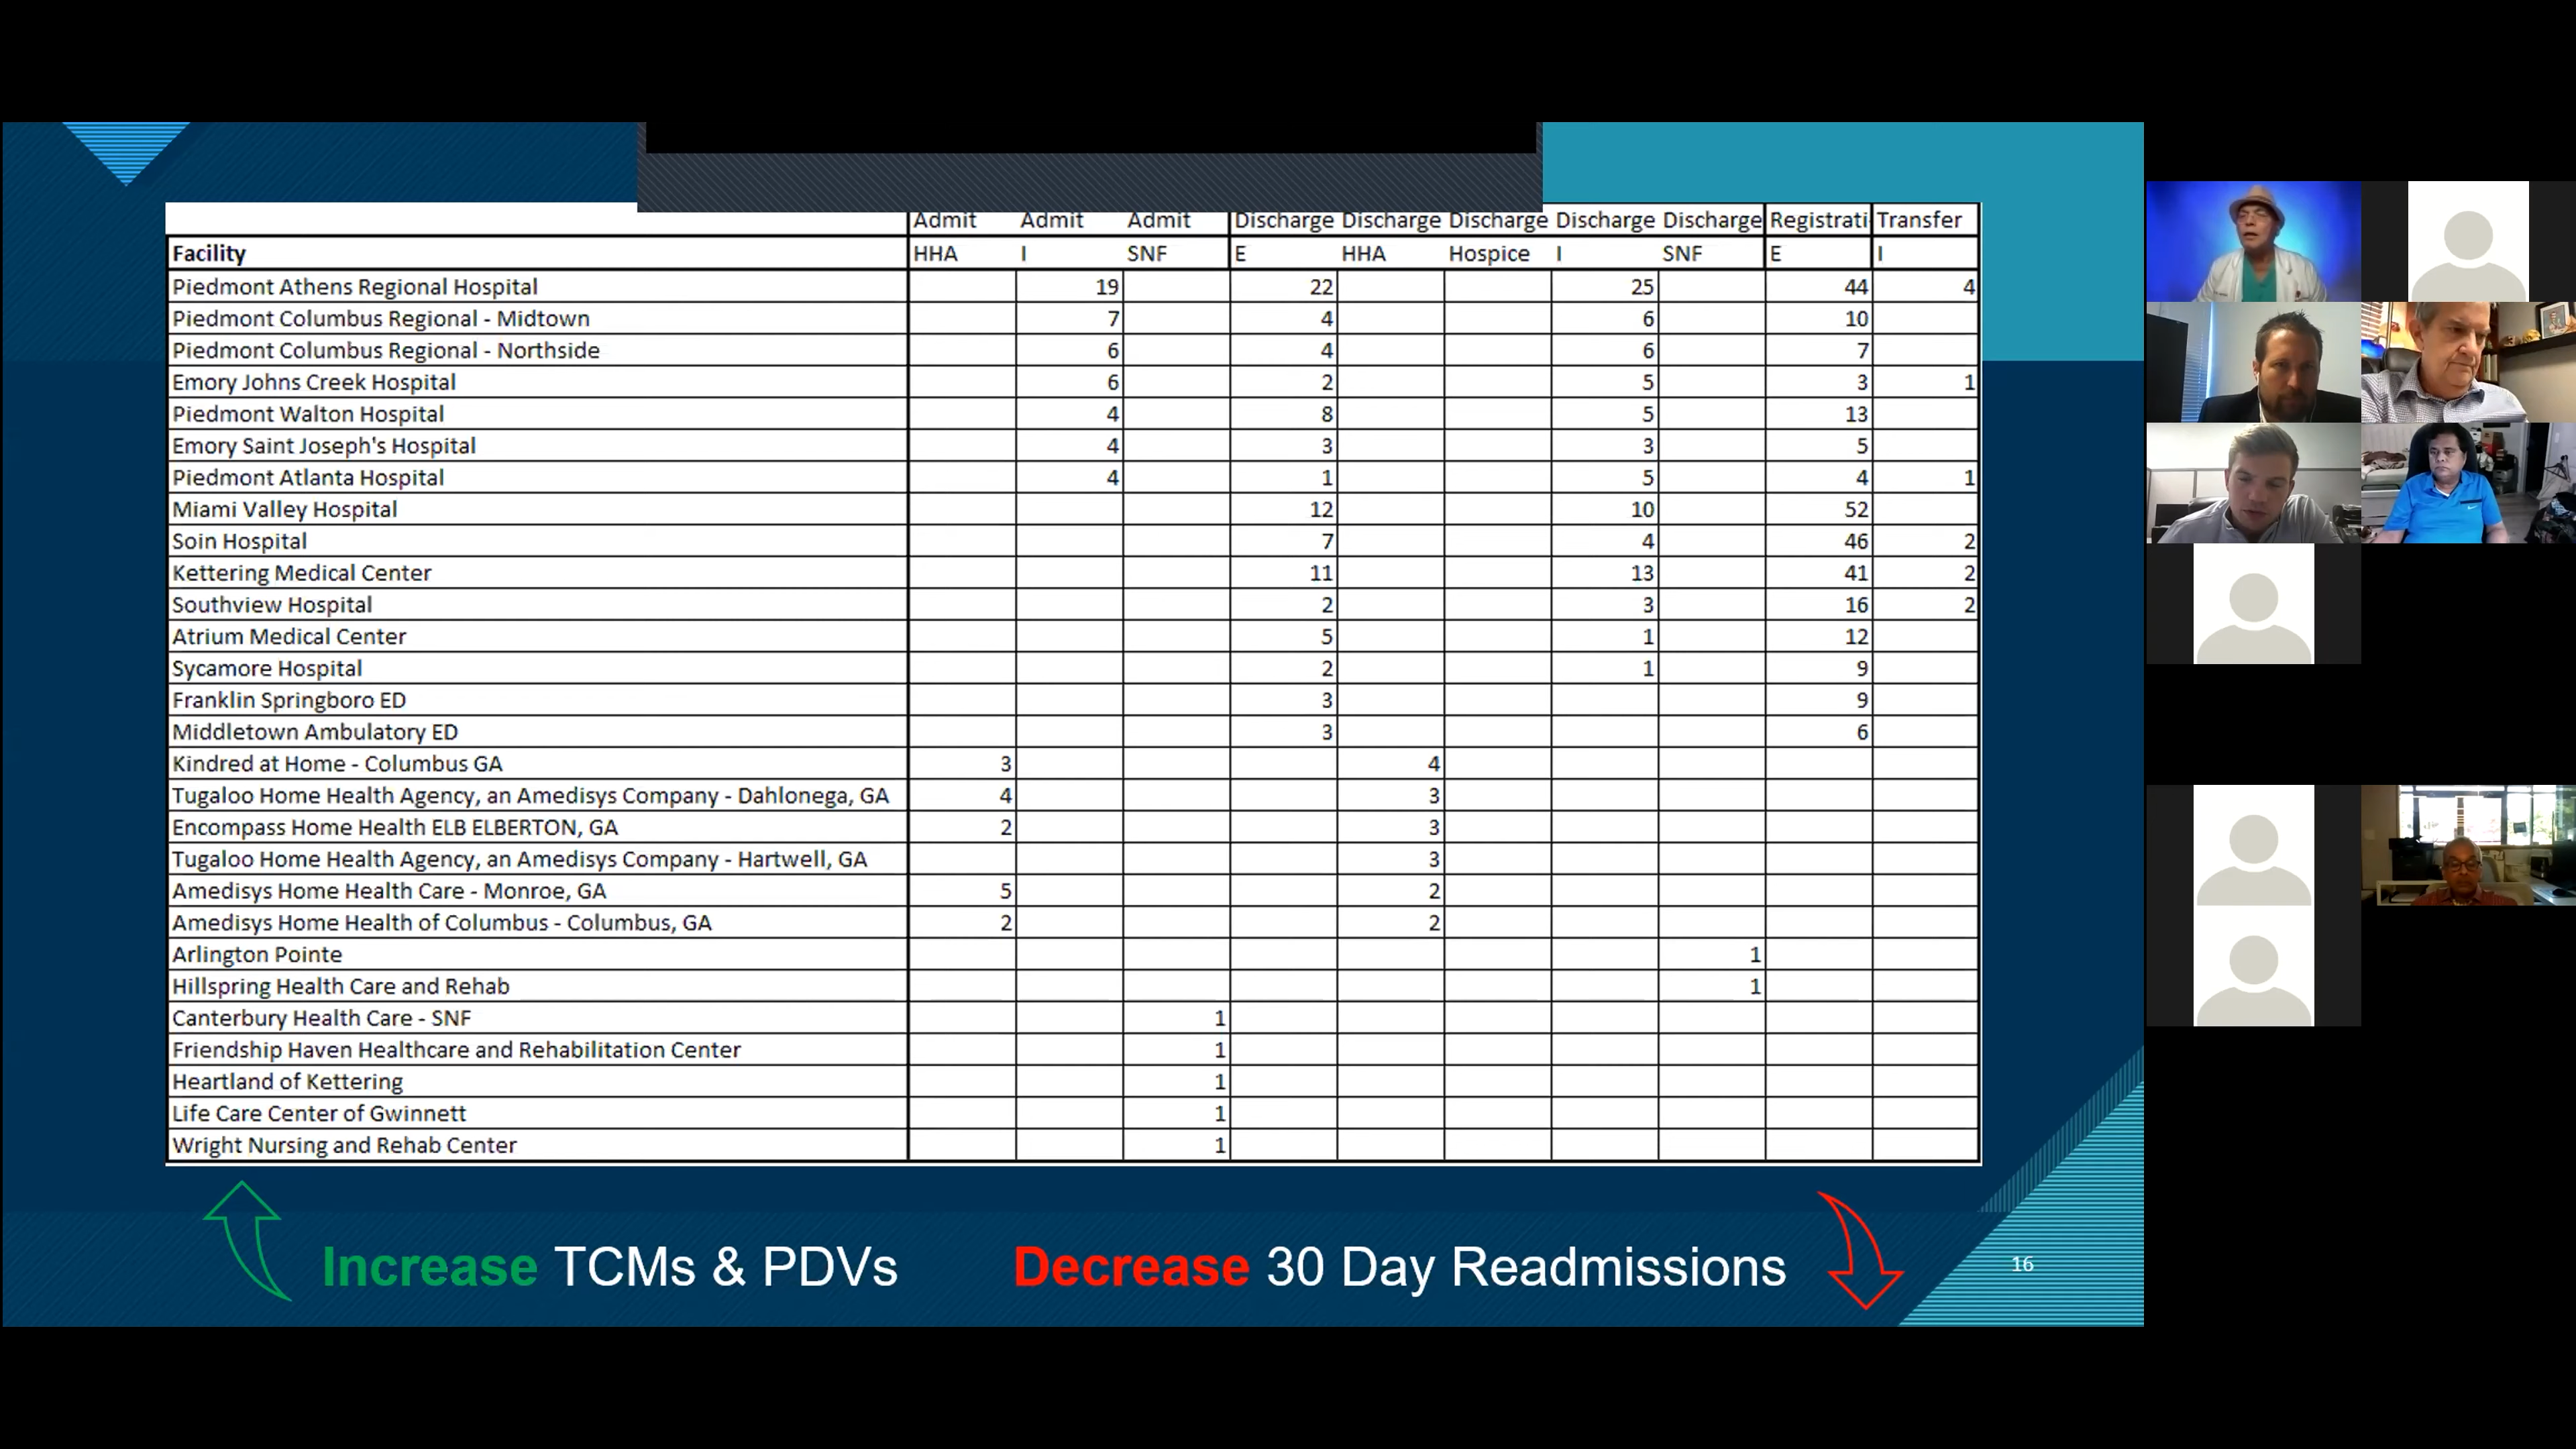 Admit Admit Admit Discharge Discharge Discharge Discharge Discharge Registrati Transfer
Facility HHA I SNF E HHA Hospice I SNF E I
Piedmont Athens Regional Hospital 19 22 25 44 4
Piedmont Columbus Regional - Midtown 7 4 6 10
Piedmont Columbus Regional - Northside 6 4 6 7
Emory Johns Creek Hospital 6 2 5 3 1
Piedmont Walton Hospital 4 8 5 13
Emory Saint Joseph's Hospital 4 3 3 5
Piedmont Atlanta Hospital 4 1 5 4 1
Miami Valley Hospital 12 10 52
Soin Hospital 7 4 46 2
Kettering Medical Center 11 13 41 2
Southview Hospital 2 3 16 2
Atrium Medical Center 5 1 12
Sycamore Hospital 2 1 9
Franklin Springboro ED 3 9
Middletown Ambulatory ED 3 6
Kindred at Home - Columbus GA 3 4
Tugaloo Home Health Agency, an Amedisys Company - Dahlonega, GA 4 3
Encompass Home Health ELB ELBERTON, GA 2 3
Tugaloo Home Health Agency, an Amedisys Company - Hartwell, GA 3
Amedisys Home Health Care - Monroe, GA 5 2
Amedisys Home Health of Columbus - Columbus, GA 2 2
Arlington Pointe 1
Hillspring Health Care and Rehab 1
Canterbury Health Care - SNF 1
Friendship Haven Healthcare and Rehabilitation Center 1
Heartland of Kettering 1
Life Care Center of Gwinnett 1
Wright Nursing and Rehab Center 1
Increase TCMs & PDVs Decrease 30 Day Readmissions 16